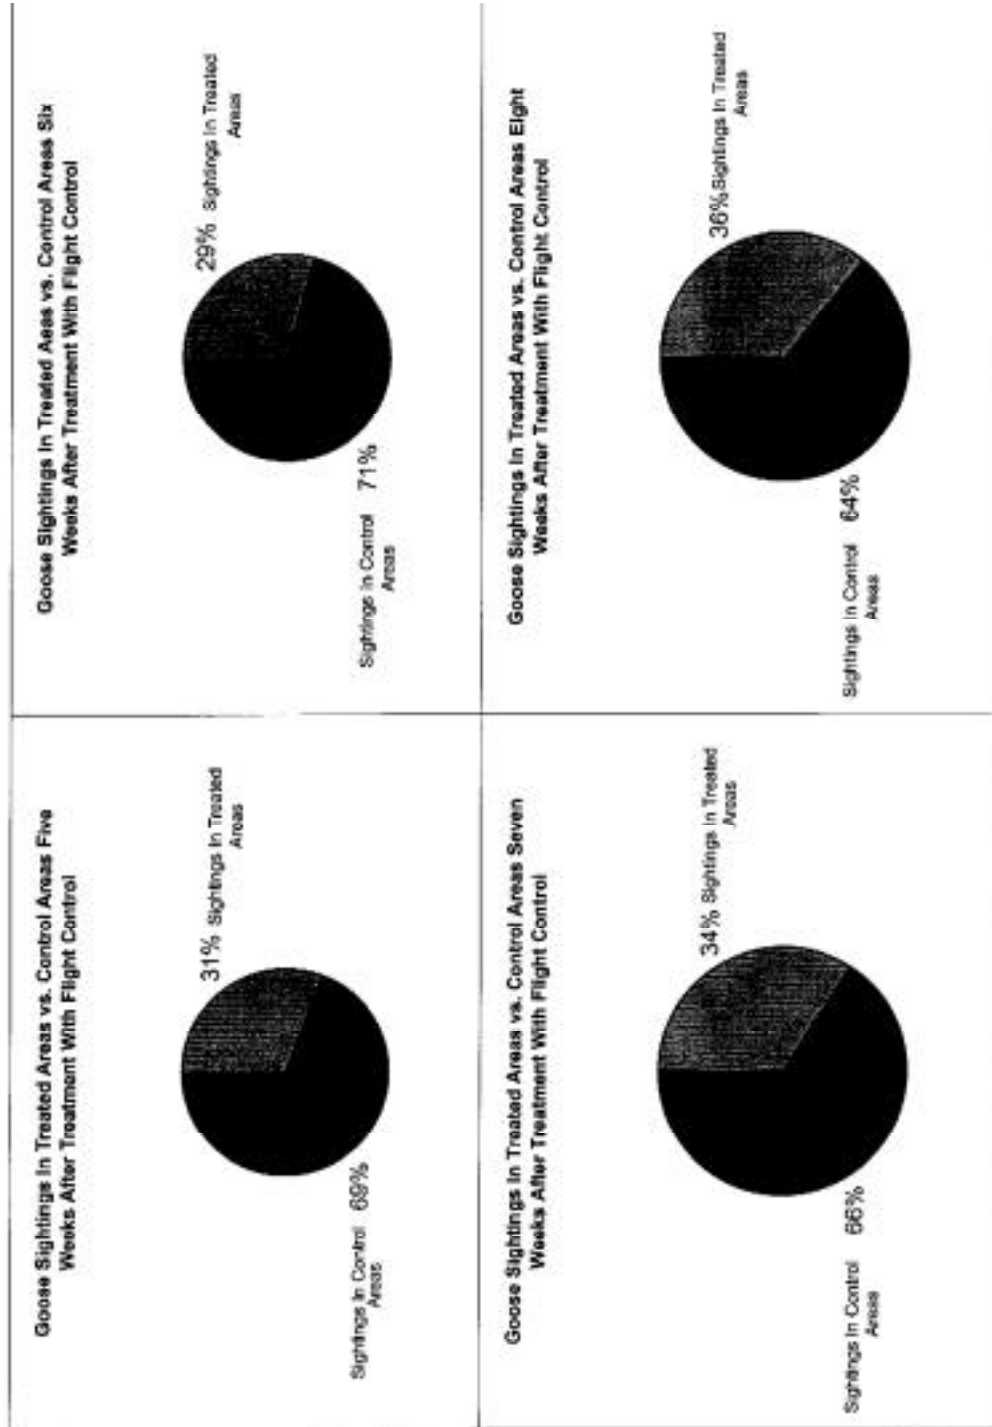 Goose Sightings In Treated Areas vs. Control Areas Five
Weeks After Treatment With Flight Control
31% Sightings In Treated
Areas
Sightings In Control 69%
Areas
Goose Sightings In Treated Aeas vs. Control Areas Six
Weeks After Treatment With Flight Control
29% Sightings In Treated
Areas
Sightings In Control 71%
Areas
Goose Sightings In Treated Areas vs. Control Areas Seven
Weeks After Treatment With Flight Control
34% Sightings In Treated
Areas
Sightings In Control 66%
Areas
Goose Sightings In Treated Areas vs. Control Areas Eight
Weeks After Treatment With Flight Control
36% Sightings In Treated
Areas
Sightings In Control 64%
Areas